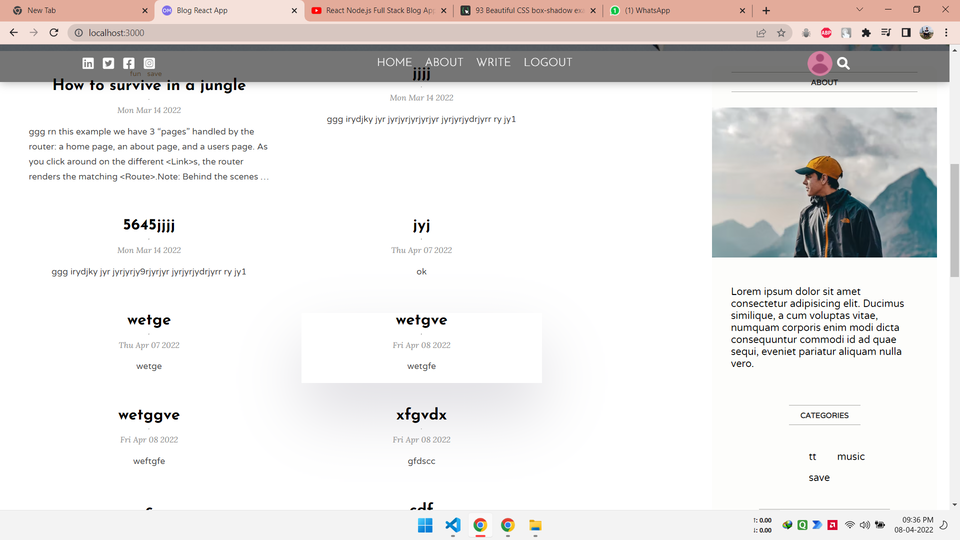 New Tab
Blog React App
React Node.js Full Stack Blog App
93 Beautiful CSS box-shadow exa
(1) WhatsApp
localhost:3000
HOME ABOUT WRITE LOGOUT
fun save
How to survive in a jungle
Mon Mar 14 2022
ggg rn this example we have 3 “pages” handled by the
router: a home page, an about page, and a users page. As
you click around on the different <Link>s, the router
renders the matching <Route>.Note: Behind the scenes …
jjjj
Mon Mar 14 2022
ggg irydjky jyr jyrjyrjyrjyrjyr jyrjyrjydrjyrr ry jy1
5645jjjj
Mon Mar 14 2022
ggg irydjky jyr jyrjyrjy9rjyrjyr jyrjyrjydrjyrr ry jy1
jyj
Thu Apr 07 2022
ok
wetge
Thu Apr 07 2022
wetge
wetgve
Fri Apr 08 2022
wetgfe
wetggve
Fri Apr 08 2022
weftgfe
xfgvdx
Fri Apr 08 2022
gfdscc
ABOUT
Lorem ipsum dolor sit amet
consectetur adipisicing elit. Ducimus
similique, a cum voluptas vitae,
numquam corporis enim modi dicta
consequuntur commodi id ad quae
sequi, eveniet pariatur aliquam nulla
vero.
CATEGORIES
tt music
save
0.00
0.00
09:36 PM
08-04-2022